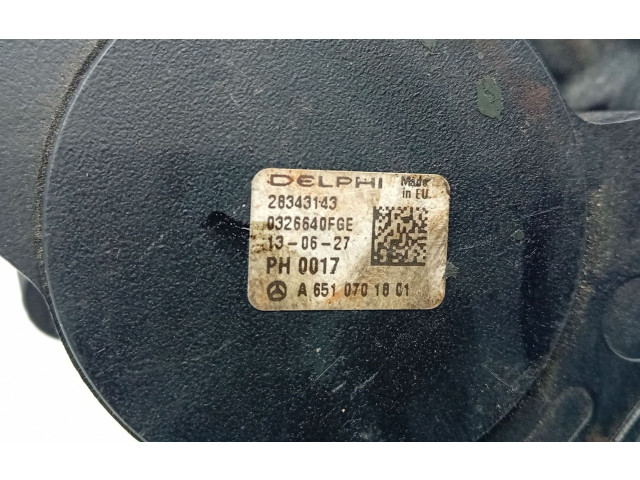 DELPHI
Made in EU
28343143
0326640FGE
13-06-27
PH 0017
A 651 070 18 01